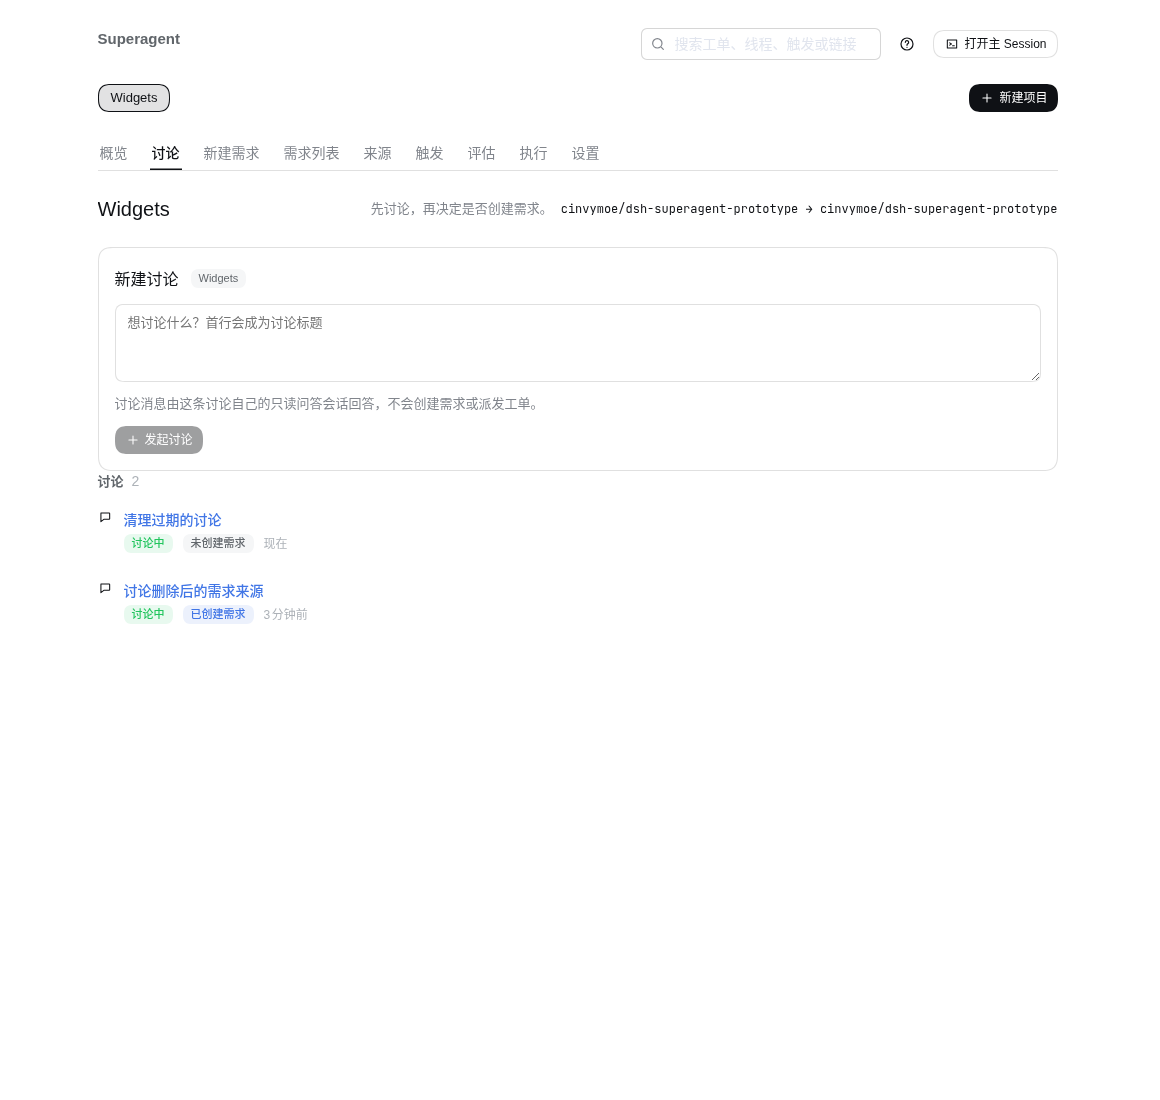 Superagent
搜索工单、线程、触发或链接
打开主 Session
Widgets
新建项目
概览 讨论 新建需求 需求列表 来源 触发 评估 执行 设置
Widgets
先讨论，再决定是否创建需求。 cinvymoe/dsh-superagent-prototype → cinvymoe/dsh-superagent-prototype
新建讨论 Widgets
想讨论什么？首行会成为讨论标题
讨论消息由这条讨论自己的只读问答会话回答，不会创建需求或派发工单。
发起讨论
讨论 2
清理过期的讨论
讨论中 未创建需求 现在
讨论删除后的需求来源
讨论中 已创建需求 3 分钟前